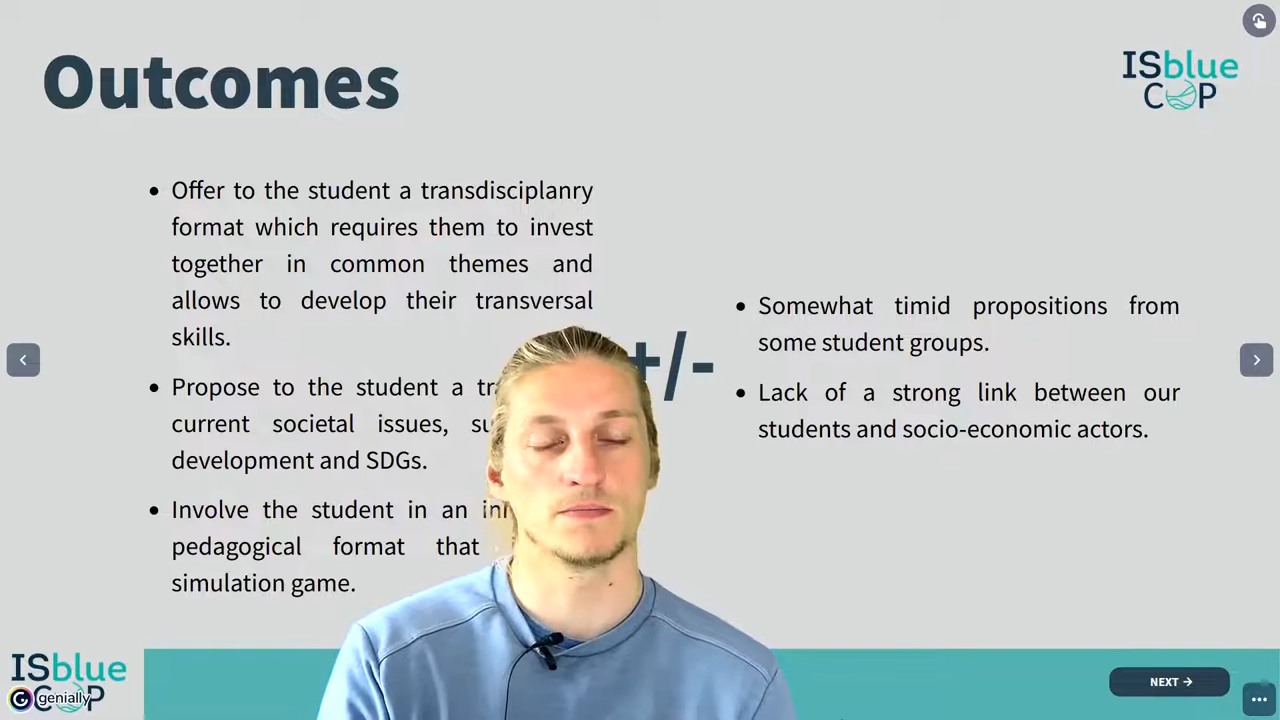 Outcomes
ISblue
COP
Offer to the student a transdisciplanry
format which requires them to invest
together in common themes and
allows to develop their transversal
skills.
Propose to the student a
current societal issues,
development and SDGs.
Involve the student in an
pedagogical format that
simulation game.
+/-
Somewhat timid propositions from
some student groups.
Lack of a strong link between our
students and socio-economic actors.
ISblue
COP
genially
NEXT →